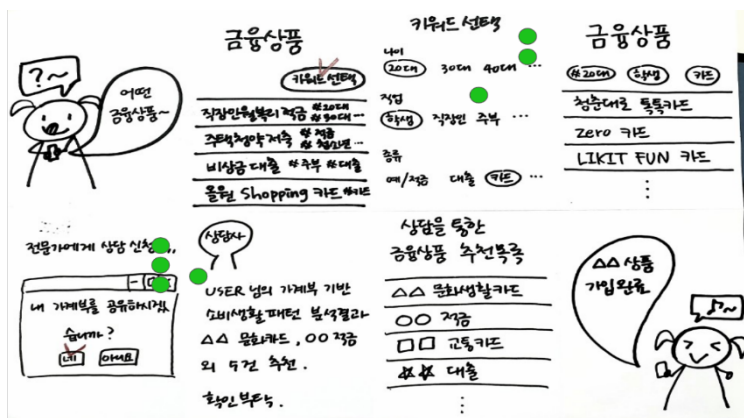 ?~
어떤
금융상품~
금융상품
키워드 선택
직장인월복리 적금 #20대 #30대 ...
주택청약 저축 #적금
비상금 대출 #주부 #대출
올원 Shopping 카드 #카드
키워드 선택
나이
20대 30대 40대 ...
직업
학생 직장인 주부 ...
종류
예/적금 대출 카드 ...
금융상품
#20대 학생 카드
청춘대로 톡톡카드
zero 카드
LIKIT FUN 카드
전문가에게 상담 신청
내 가계부를 공유하시겠
습니까?
네 아니요
상담사
USER 님의 가계부 기반
소비생활패턴 분석결과
△△ 문화카드, ○○ 적금
외 5건 추천.
확인부탁.
상담을 통한
금융상품 추천목록
△△ 문화생활카드
○○ 적금
□□ 교통카드
☆☆ 대출
△△ 상품
가입완료
♪~